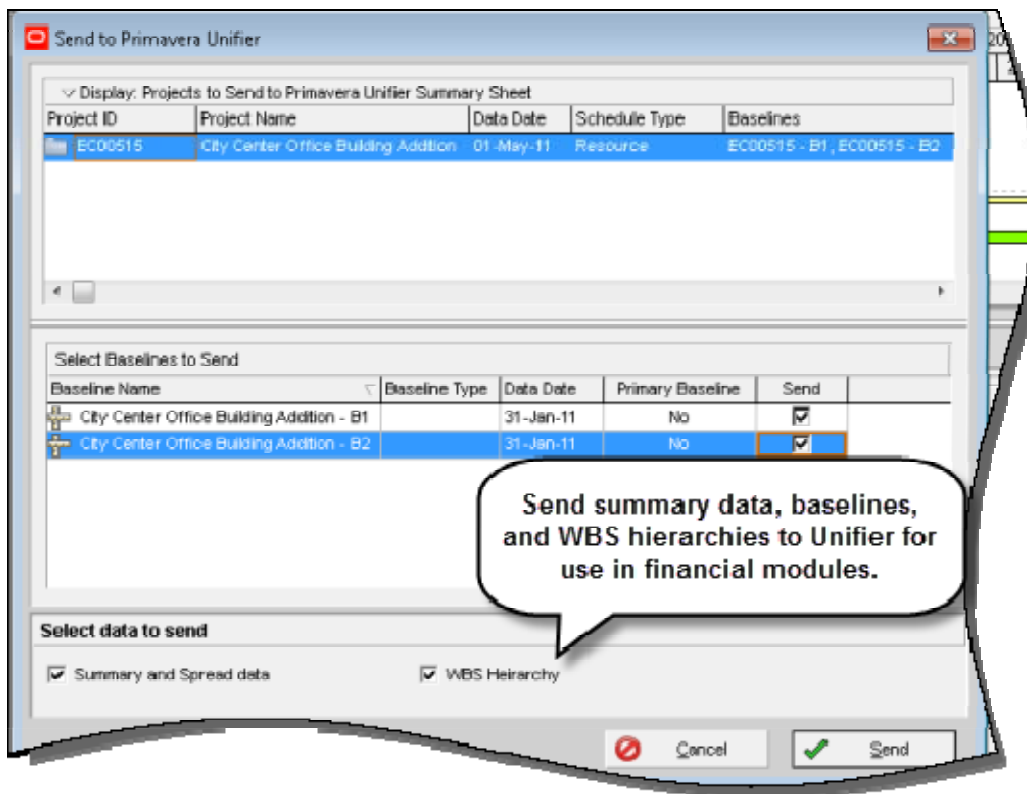 Send to Primavera Unifier
Display: Projects to Send to Primavera Unifier Summary Sheet
Project ID Project Name Data Date Schedule Type Baselines
EC00515 City Center Office Building Addition 01-May-11 Resource EC00515 - B1, EC00515 - B2
Select Baselines to Send
Baseline Name Baseline Type Data Date Primary Baseline Send
City Center Office Building Addition - B1 31-Jan-11 No
City Center Office Building Addition - B2 31-Jan-11 No
Send summary data, baselines,
and WBS hierarchies to Unifier for
use in financial modules.
Select data to send
Summary and Spread data WBS Heirarchy
Cancel Send